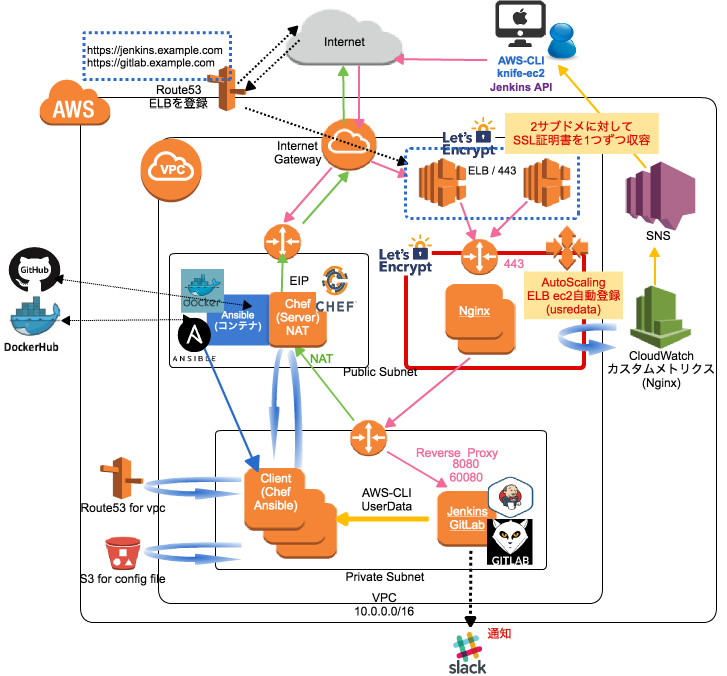 https://jenkins.example.com
https://gitlab.example.com
Internet
AWS-CLI
knife-ec2
Jenkins API
Route53
ELBを登録
AWS
2サブドメに対して
SSL証明書を1つずつ収容
Let's
Encrypt
Internet
Gateway
VPC
ELB / 443
SNS
Let's
Encrypt
443
EIP
GitHub
docker
Ansible
(コンテナ)
Chef
(Server)
NAT
CHEF
Nginx
AutoScaling
ELB ec2自動登録
(usredata)
DockerHub
ANSIBLE
NAT
Public Subnet
CloudWatch
カスタムメトリクス
(Nginx)
Reverse Proxy
8080
60080
Client
(Chef
Ansible)
AWS-CLI
UserData
Jenkins
GitLab
GITLAB
Route53 for vpc
S3 for config file
Private Subnet
VPC
10.0.0.0/16
通知
slack